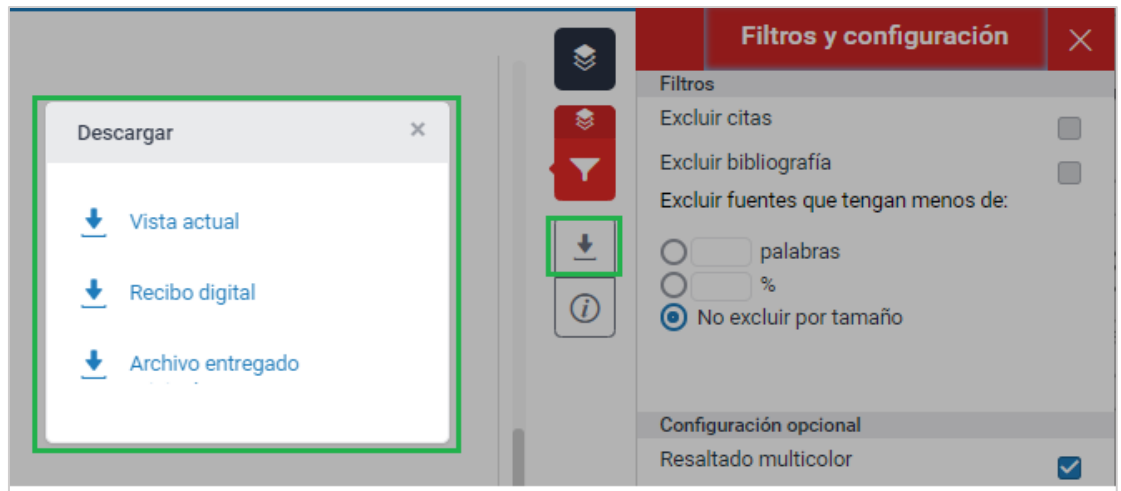 Filtros y configuración
Filtros
Excluir citas
Excluir bibliografía
Excluir fuentes que tengan menos de:
palabras
%
No excluir por tamaño
Configuración opcional
Resaltado multicolor
Descargar
Vista actual
Recibo digital
Archivo entregado